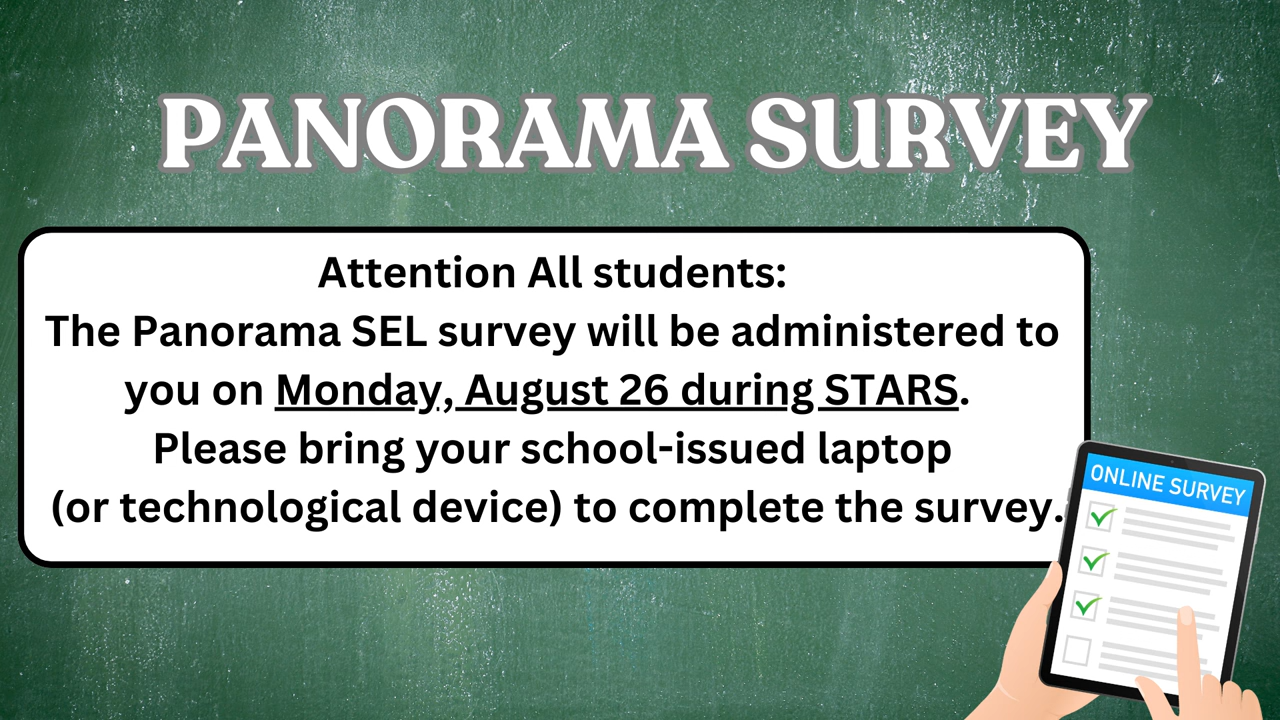 PANORAMA SURVEY
Attention All students:
The Panorama SEL survey will be administered to
you on Monday, August 26 during STARS.
Please bring your school-issued laptop
(or technological device) to complete the survey.
ONLINE SURVEY